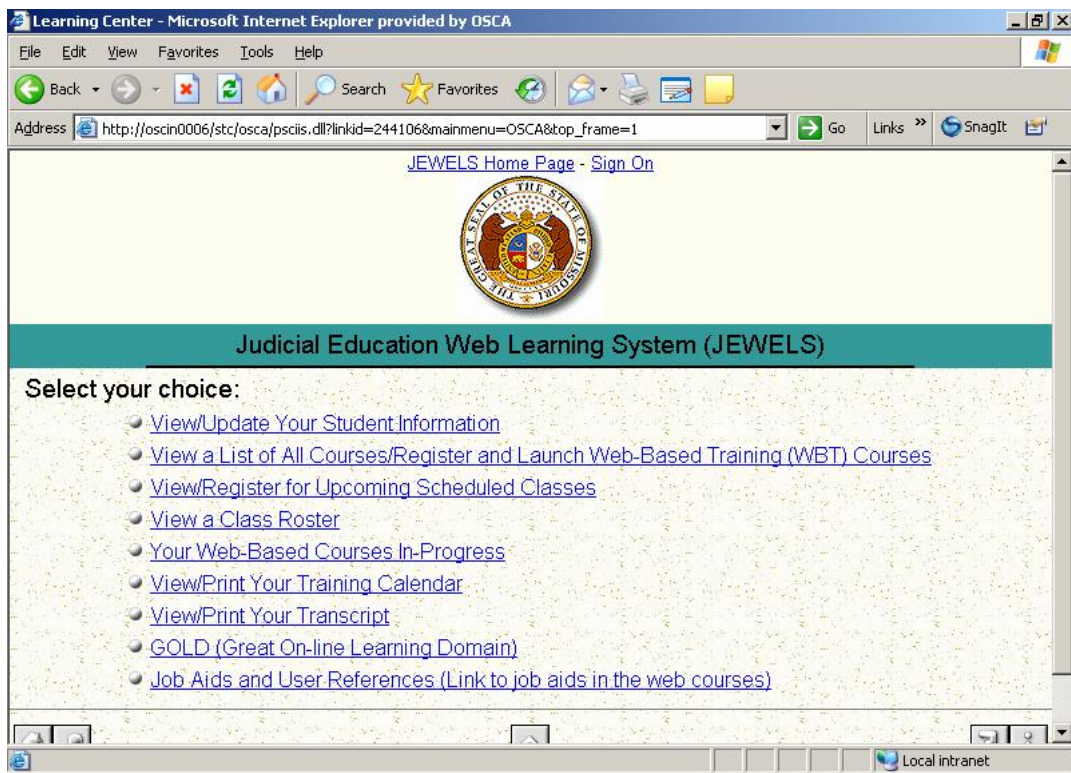 Learning Center - Microsoft Internet Explorer provided by OSCA
File Edit View Favorites Tools Help
Back Search Favorites
Address http://oscin0006/stc/osca/psciis.dll?linkid=244106&mainmenu=OSCA&top_frame=1 Go Links » SnagIt
JEWELS Home Page - Sign On
THE GREAT SEAL OF THE STATE OF MISSOURI
Judicial Education Web Learning System (JEWELS)
Select your choice:
View/Update Your Student Information
View a List of All Courses/Register and Launch Web-Based Training (WBT) Courses
View/Register for Upcoming Scheduled Classes
View a Class Roster
Your Web-Based Courses In-Progress
View/Print Your Training Calendar
View/Print Your Transcript
GOLD (Great On-line Learning Domain)
Job Aids and User References (Link to job aids in the web courses)
Local intranet